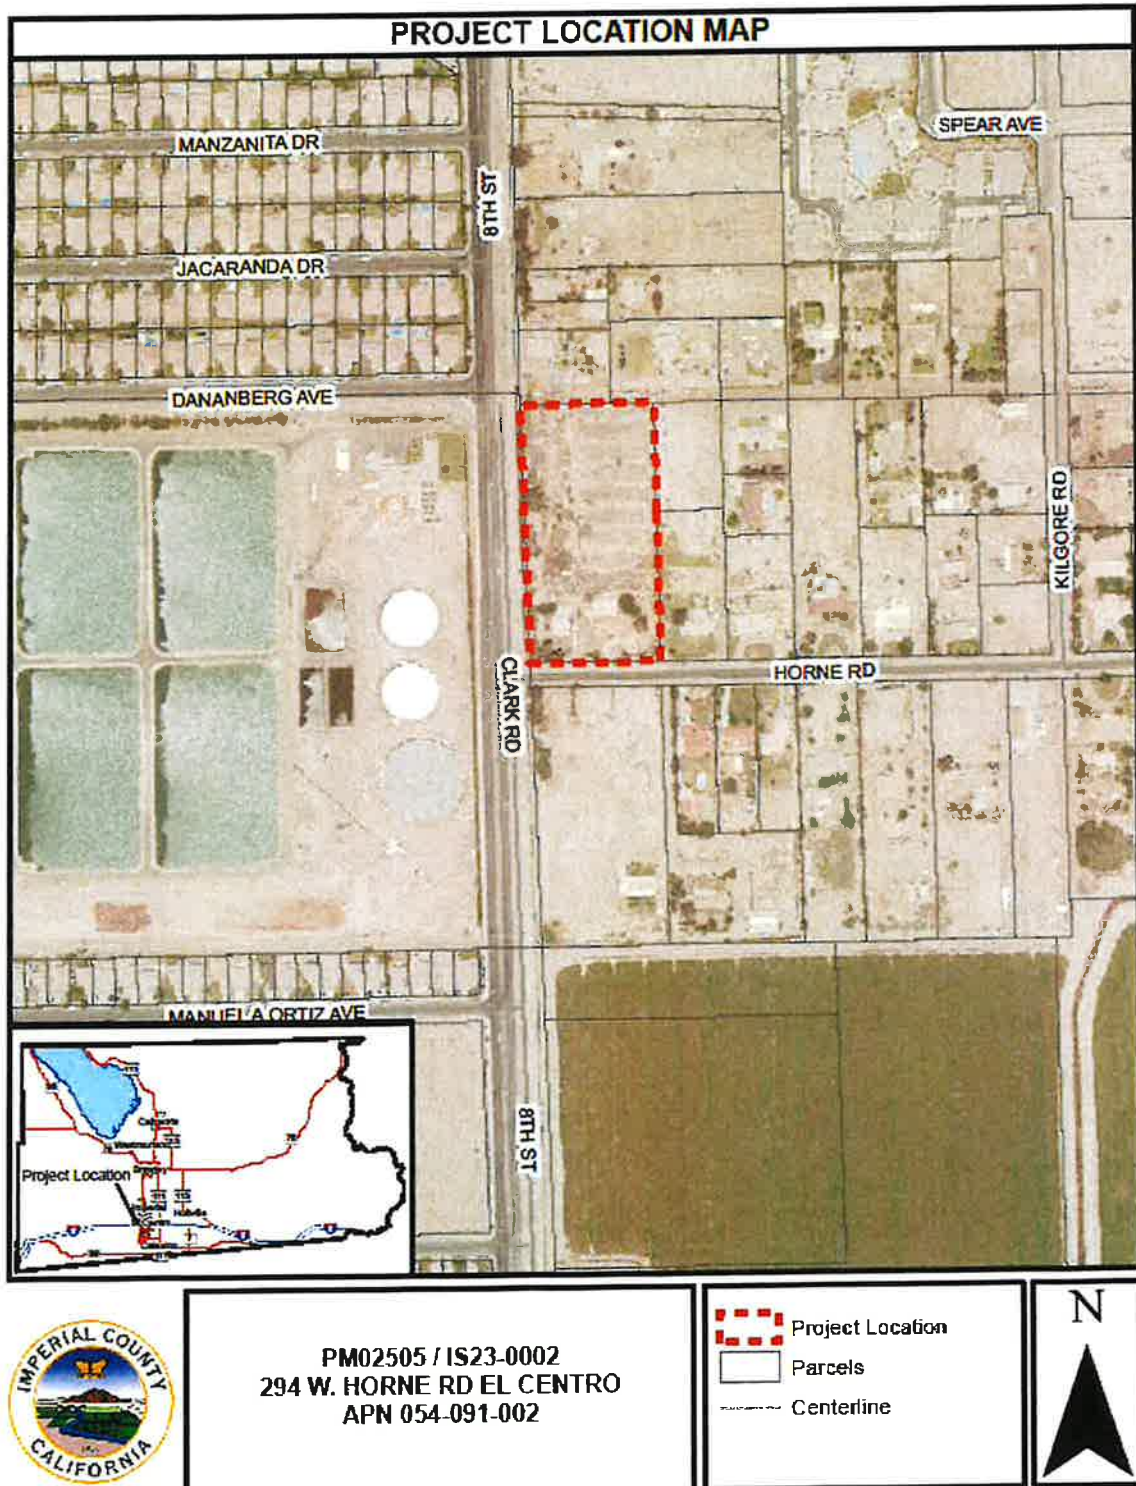 PROJECT LOCATION MAP
MANZANITA DR
SPEAR AVE
8TH ST
JACARANDA DR
DANANBERG AVE
KILGORE RD
HORNE RD
CLARK RD
MANUELA ORTIZ AVE
8TH ST
Project Location
78
IMPERIAL COUNTY
CALIFORNIA
PM02505 / IS23-0002
294 W. HORNE RD EL CENTRO
APN 054-091-002
Project Location
Parcels
Centerline
N